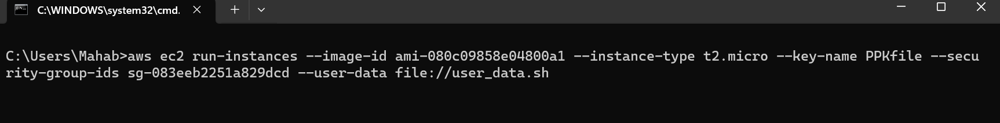 C:\WINDOWS\system32\cmd.
C:\Users\Mahab>aws ec2 run-instances --image-id ami-080c09858e04800a1 --instance-type t2.micro --key-name PPKfile --secu
rity-group-ids sg-083eeb2251a829dcd --user-data file://user_data.sh